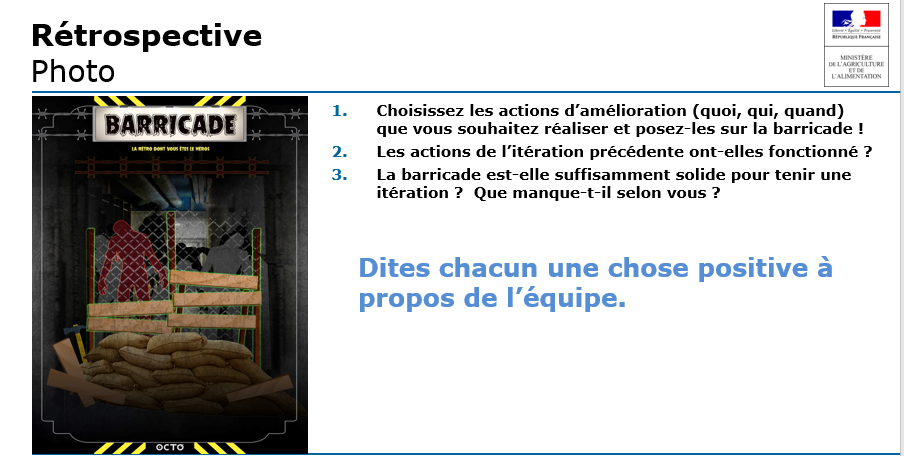 Rétrospective
Photo
Liberté • Égalité • Fraternité
RÉPUBLIQUE FRANÇAISE
MINISTÈRE
DE L'AGRICULTURE
ET DE
L'ALIMENTATION
BARRICADE
LA RÉTRO DONT VOUS ÊTES LE HÉROS
OCTO
1. Choisissez les actions d’amélioration (quoi, qui, quand)
que vous souhaitez réaliser et posez-les sur la barricade !
2. Les actions de l’itération précédente ont-elles fonctionné ?
3. La barricade est-elle suffisamment solide pour tenir une
itération ? Que manque-t-il selon vous ?
Dites chacun une chose positive à
propos de l’équipe.